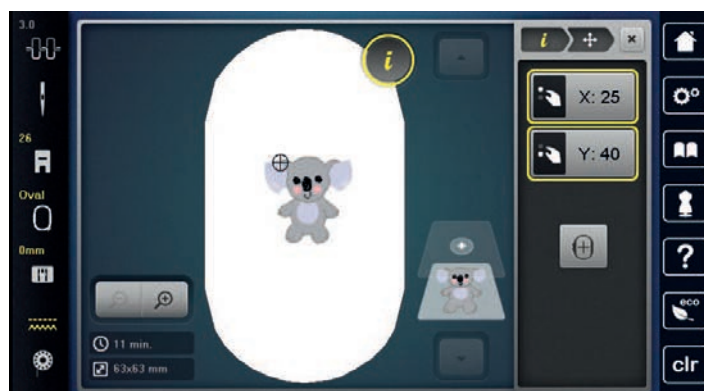 3.0
26
Oval
0mm
i
i
X: 25
Y: 40
11 min.
63x63 mm
?
eco
clr